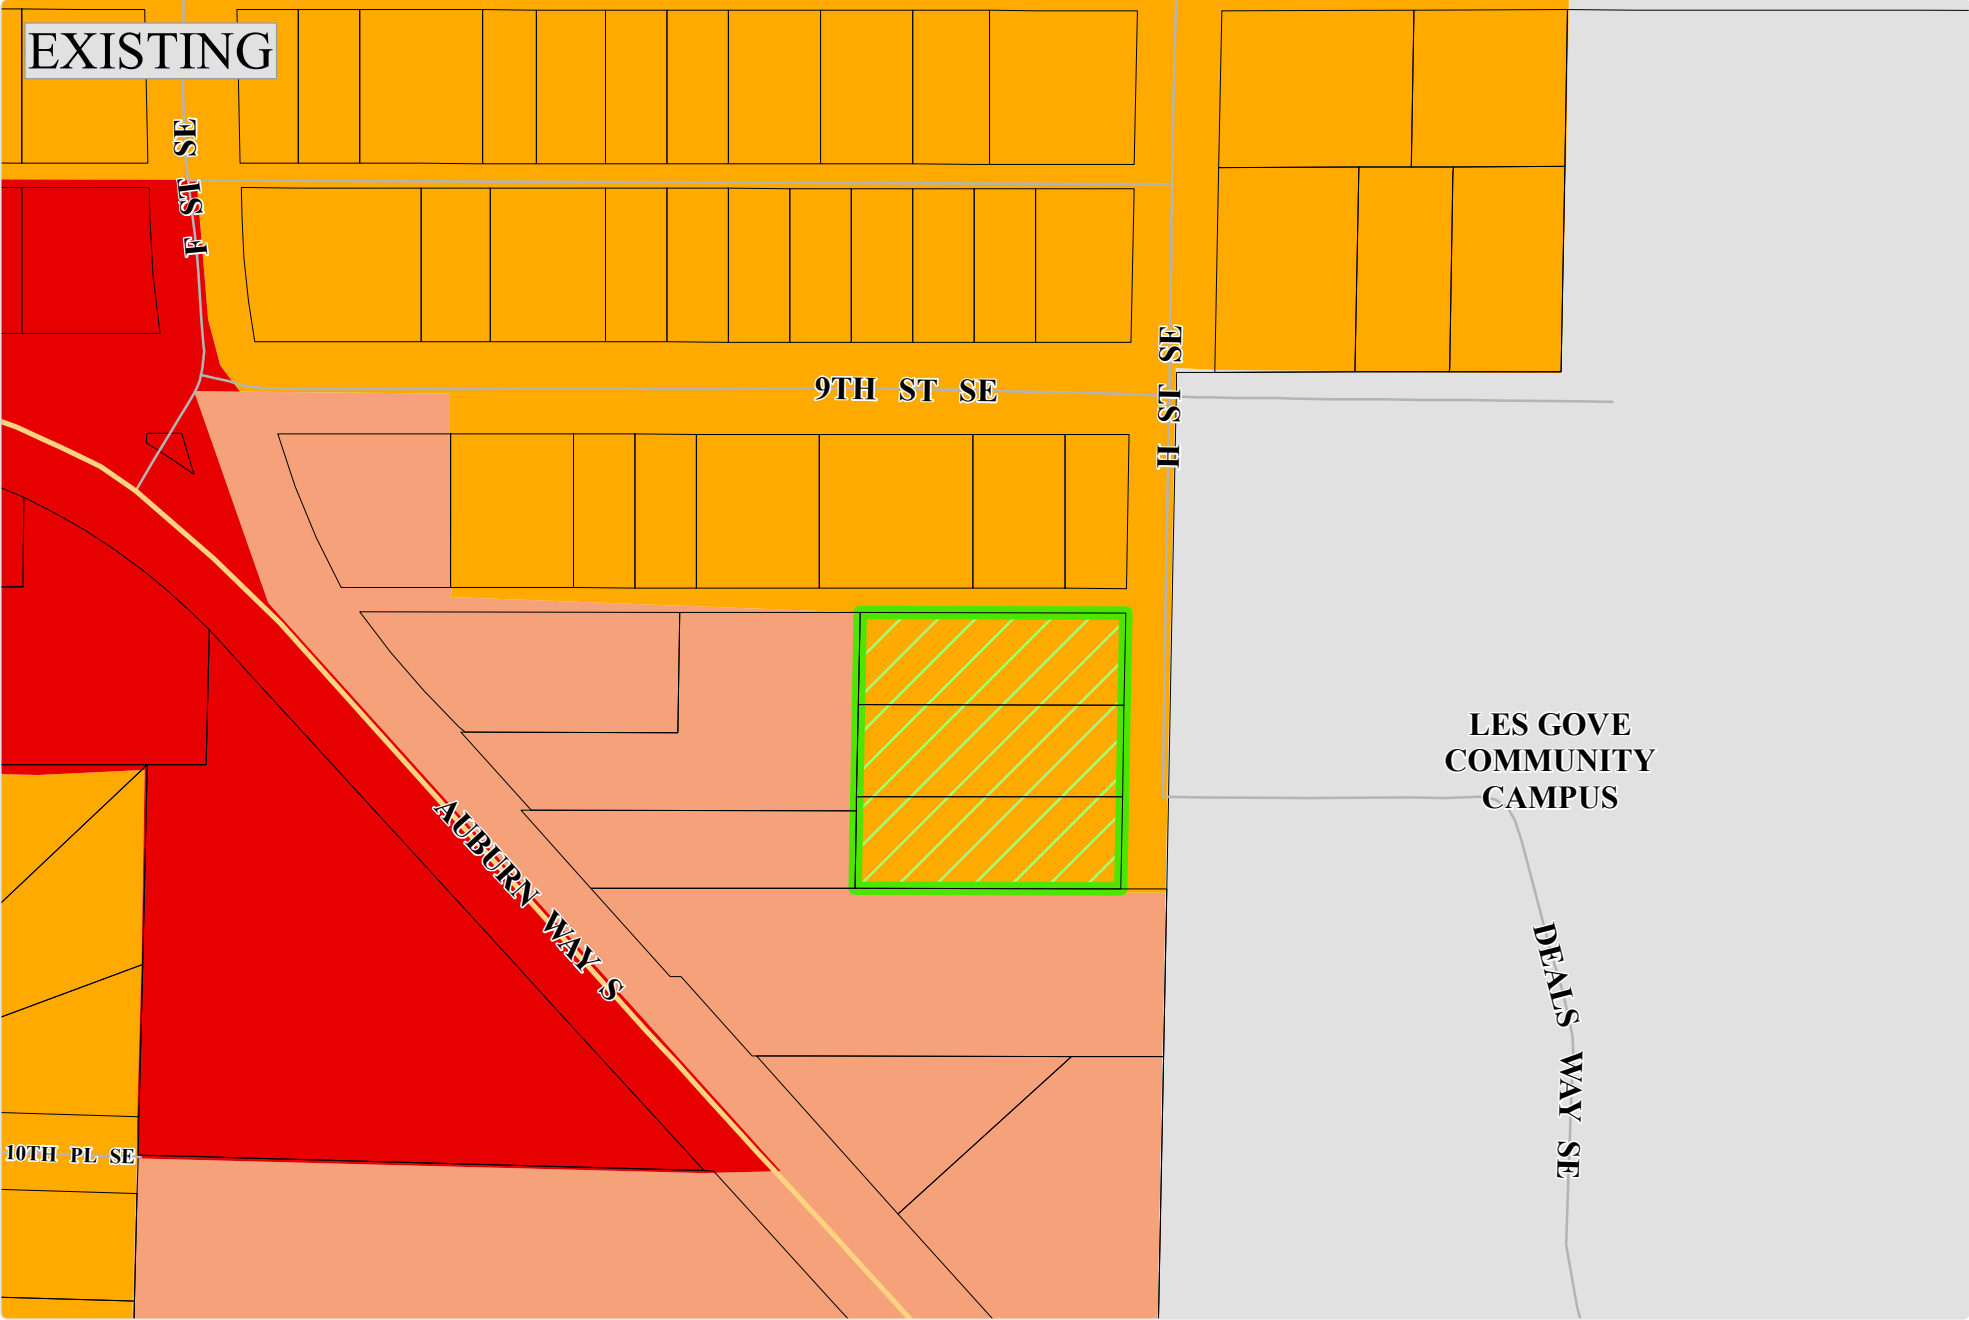 EXISTING
F ST SE
9TH ST SE
H ST SE
LES GOVE
COMMUNITY
CAMPUS
AUBURN WAY S
DEALS WAY SE
10TH PL SE